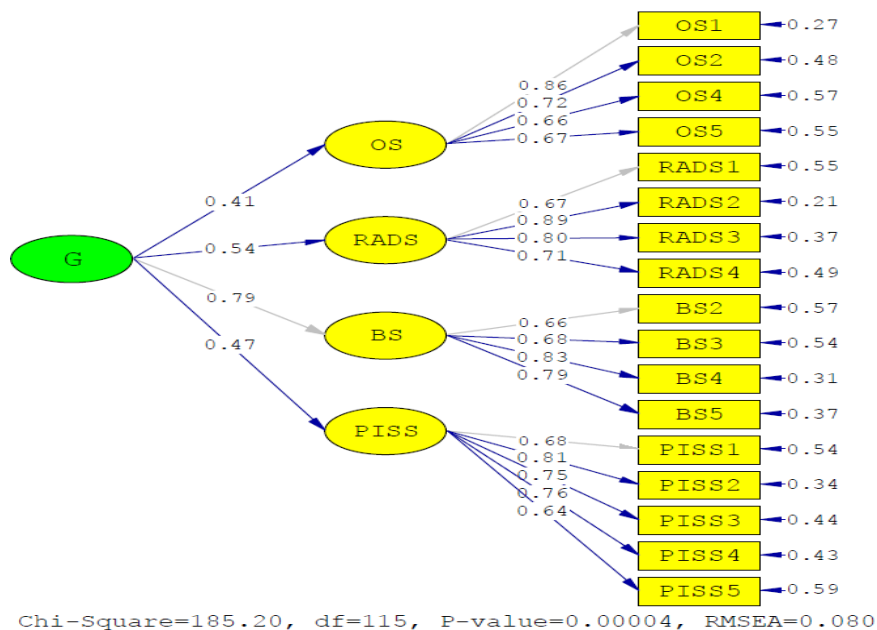 OS1
0.27
OS2
0.48
0.86
0.72
OS4
0.57
0.66
OS
0.67
OS5
0.55
RADS1
0.55
0.41
0.67
RADS2
0.21
0.89
0.54
RADS
0.80
RADS3
0.37
0.71
G
RADS4
0.49
0.79
BS2
0.57
0.66
BS
0.68
BS3
0.54
0.47
0.83
0.79
BS4
0.31
BS5
0.37
PISS
0.68
PISS1
0.54
0.81
0.75
PISS2
0.34
0.76
0.64
PISS3
0.44
PISS4
0.43
PISS5
0.59
Chi-Square=185.20, df=115, P-value=0.00004, RMSEA=0.080